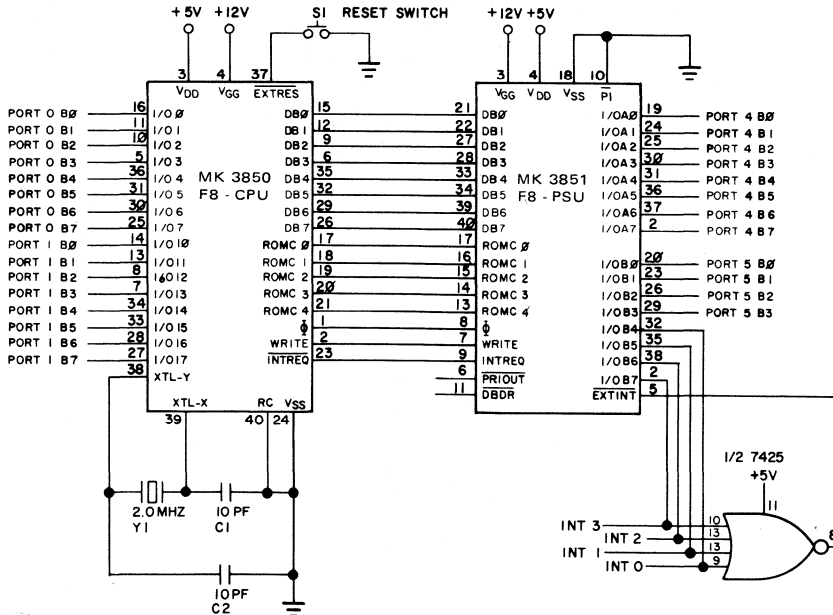 +5V +12V S1 RESET SWITCH +12V +5V
3 4 37 3 4 18 10
VDD VGG EXTRES VGG VDD VSS PI
PORT 0 BØ 16 I/O Ø DBØ 15 21 DBØ I/OAØ 19 PORT 4 BØ
PORT 0 B1 11 I/O 1 DB1 12 22 DB1 I/OA1 24 PORT 4 B1
PORT 0 B2 1Ø I/O 2 DB2 9 27 DB2 I/OA2 25 PORT 4 B2
PORT 0 B3 5 I/O 3 DB3 6 28 DB3 I/OA3 3Ø PORT 4 B3
PORT 0 B4 36 I/O 4 MK 3850 DB4 35 33 DB4 MK 3851 I/OA4 31 PORT 4 B4
PORT 0 B5 31 I/O 5 F8 - CPU DB5 32 34 DB5 F8 - PSU I/OA5 36 PORT 4 B5
PORT 0 B6 3Ø I/O 6 DB6 29 39 DB6 I/OA6 37 PORT 4 B6
PORT 0 B7 25 I/O 7 DB7 26 4Ø DB7 I/OA7 2 PORT 4 B7
PORT 1 BØ 14 I/O 1Ø ROMC Ø 17 17 ROMC Ø
PORT 1 B1 13 I/O 11 ROMC 1 18 16 ROMC 1 I/OBØ 2Ø PORT 5 BØ
PORT 1 B2 8 I/O 12 ROMC 2 19 15 ROMC 2 I/OB1 23 PORT 5 B1
PORT 1 B3 7 I/O 13 ROMC 3 2Ø 14 ROMC 3 I/OB2 26 PORT 5 B2
PORT 1 B4 34 I/O 14 ROMC 4 21 13 ROMC 4 I/OB3 29 PORT 5 B3
PORT 1 B5 33 I/O 15 Φ 1 8 Φ I/OB4 32
PORT 1 B6 28 I/O 16 WRITE 2 7 WRITE I/OB5 35
PORT 1 B7 27 I/O 17 INTREQ 23 9 INTREQ I/OB6 38
38 XTL-Y 6 PRIOUT I/OB7 2
11 DBDR EXTINT 5
XTL-X RC VSS
39 40 24
1/2 7425
+5V
11
2.0MHZ 10 PF
Y1 C1
INT 3 10
INT 2 13
INT 1 13
INT 0 9
8
10PF
C2